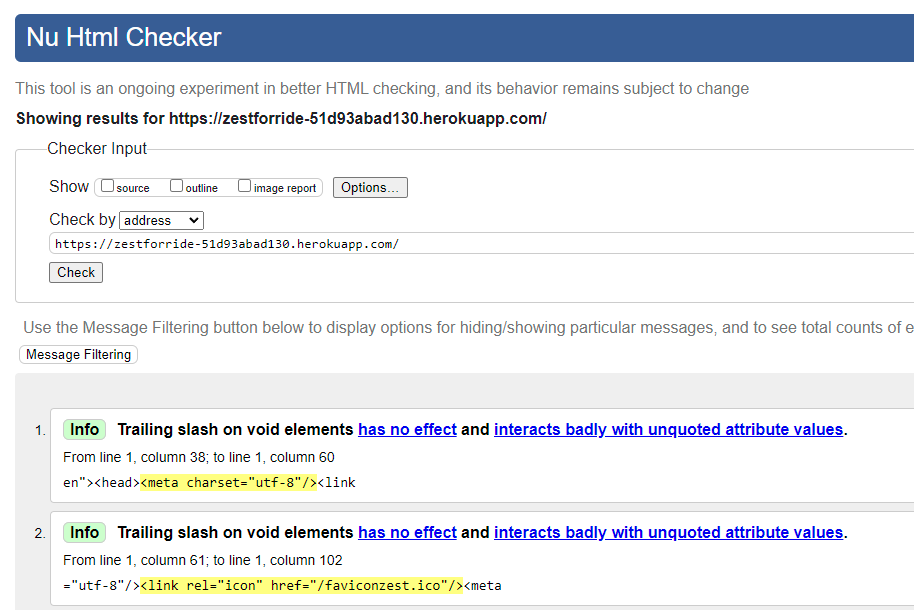 Nu Html Checker
This tool is an ongoing experiment in better HTML checking, and its behavior remains subject to change
Showing results for https://zestforride-51d93abad130.herokuapp.com/
Checker Input
Show source outline image report Options...
Check by address
https://zestforride-51d93abad130.herokuapp.com/
Check
Use the Message Filtering button below to display options for hiding/showing particular messages, and to see total counts of e
Message Filtering
1. Info Trailing slash on void elements has no effect and interacts badly with unquoted attribute values.
From line 1, column 38; to line 1, column 60
en"><head><meta charset="utf-8"/><link
2. Info Trailing slash on void elements has no effect and interacts badly with unquoted attribute values.
From line 1, column 61; to line 1, column 102
="utf-8"/><link rel="icon" href="/faviconzest.ico"/><meta